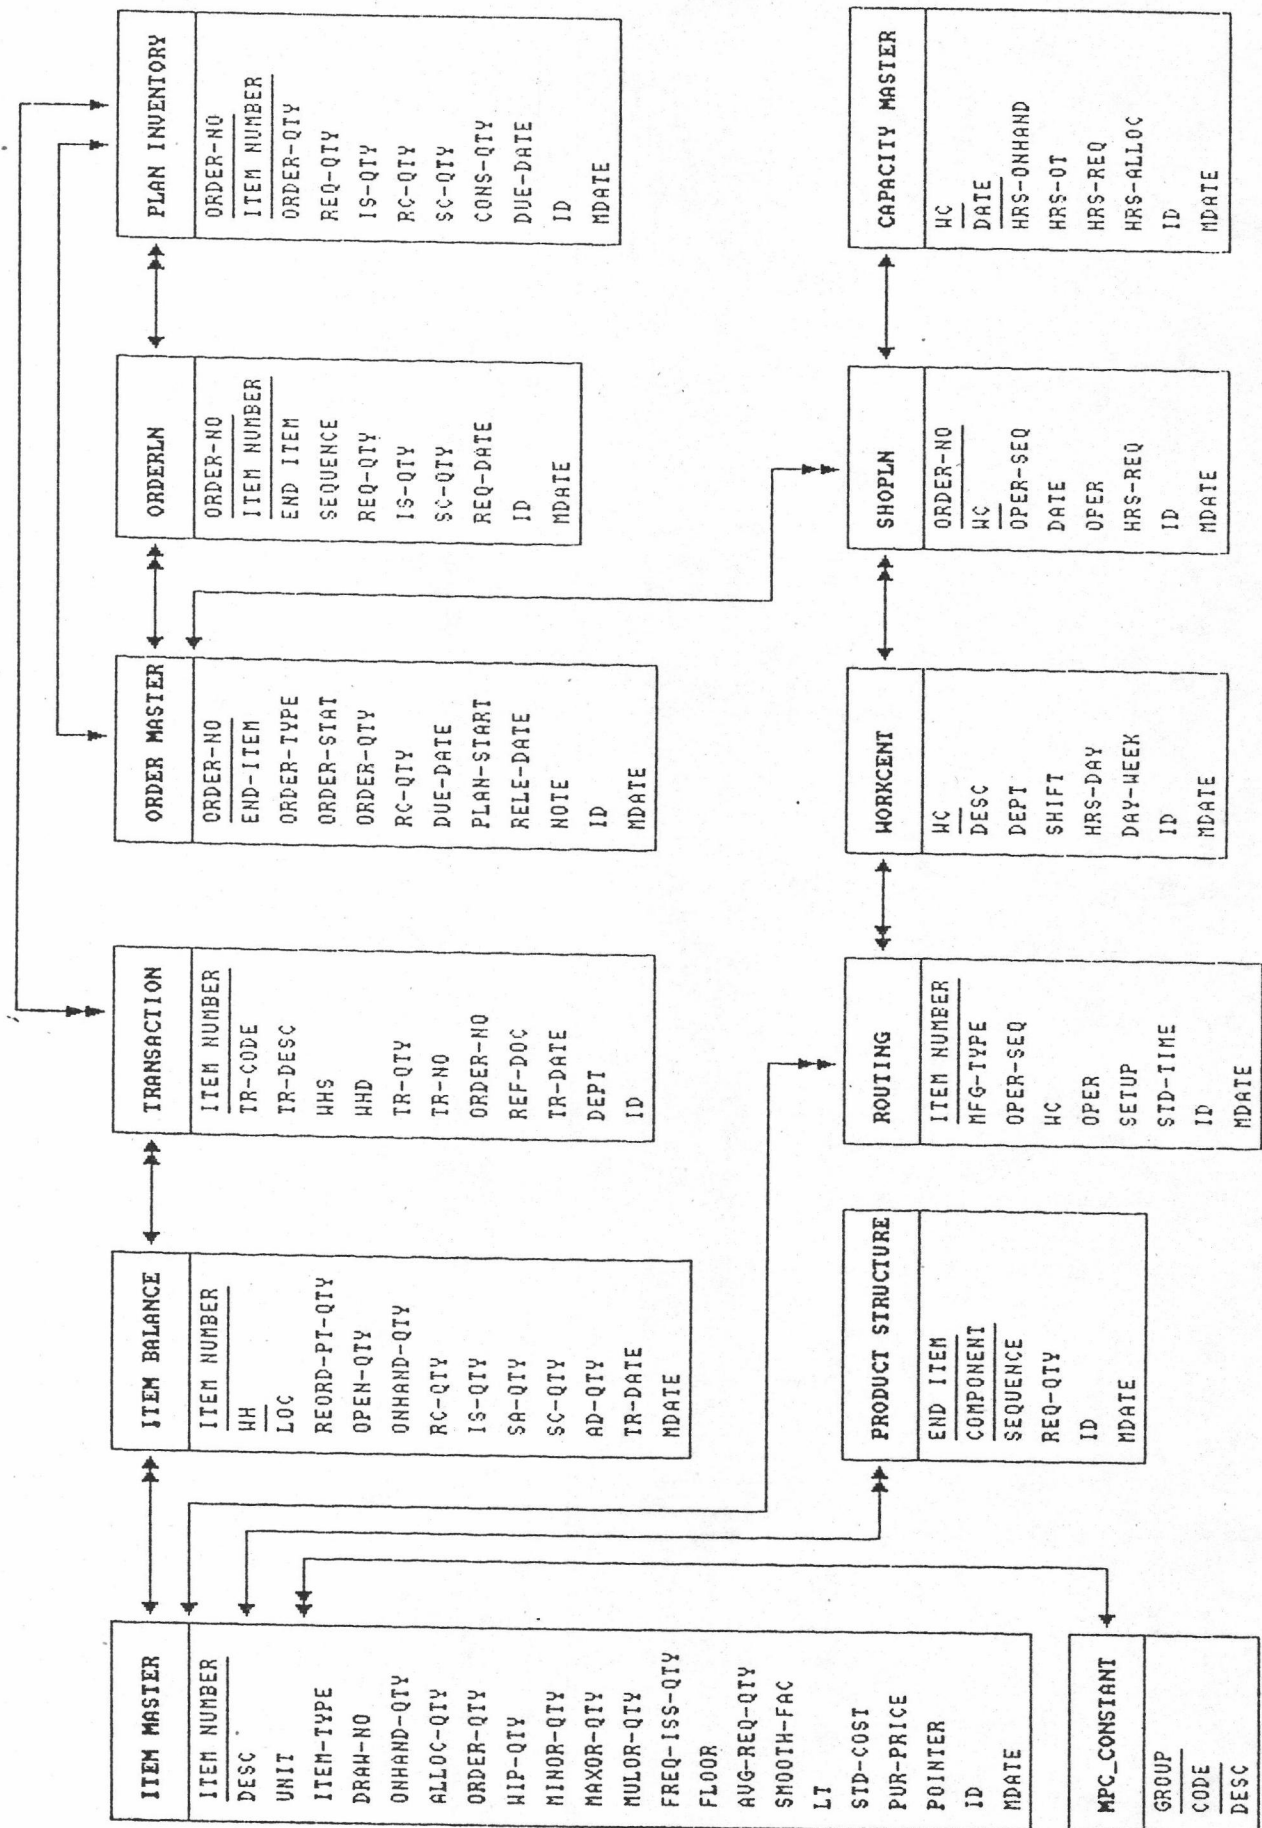 ITEM MASTER
ITEM NUMBER
DESC
UNIT
ITEM-TYPE
DRAW-NO
ONHAND-QTY
ALLOC-QTY
ORDER-QTY
WIP-QTY
MINOR-QTY
MAXOR-QTY
MULOR-QTY
FREQ-ISS-QTY
FLOOR
AVG-REQ-QTY
SMOOTH-FAC
LT
STD-COST
PUR-PRICE
POINTER
ID
MDATE
ITEM BALANCE
ITEM NUMBER
WH
LOC
REORD-PT-QTY
OPEN-QTY
ONHAND-QTY
RC-QTY
IS-QTY
SA-QTY
SC-QTY
AD-QTY
TR-DATE
MDATE
TRANSACTION
ITEM NUMBER
TR-CODE
TR-DESC
WHS
WHD
TR-QTY
TR-NO
ORDER-NO
REF-DOC
TR-DATE
DEPT
ID
ORDER MASTER
ORDER-NO
END-ITEM
ORDER-TYPE
ORDER-STAT
ORDER-QTY
RC-QTY
DUE-DATE
PLAN-START
RELE-DATE
NOTE
ID
MDATE
ORDERLN
ORDER-NO
ITEM NUMBER
END ITEM
SEQUENCE
REQ-QTY
IS-QTY
SC-QTY
REQ-DATE
ID
MDATE
PLAN INVENTORY
ORDER-NO
ITEM NUMBER
ORDER-QTY
REQ-QTY
IS-QTY
RC-QTY
SC-QTY
CONS-QTY
DUE-DATE
ID
MDATE
MPC_CONSTANT
GROUP
CODE
DESC
PRODUCT STRUCTURE
END ITEM
COMPONENT
SEQUENCE
REQ-QTY
ID
MDATE
ROUTING
ITEM NUMBER
MFG-TYPE
OPER-SEQ
WC
OPER
SETUP
STD-TIME
ID
MDATE
WORKCENT
WC
DESC
DEPT
SHIFT
HRS-DAY
DAY-WEEK
ID
MDATE
SHOPLN
ORDER-NO
WC
OPER-SEQ
DATE
OPER
HRS-REQ
ID
MDATE
CAPACITY MASTER
WC
DATE
HRS-ONHAND
HRS-OT
HRS-REQ
HRS-ALLOC
ID
MDATE